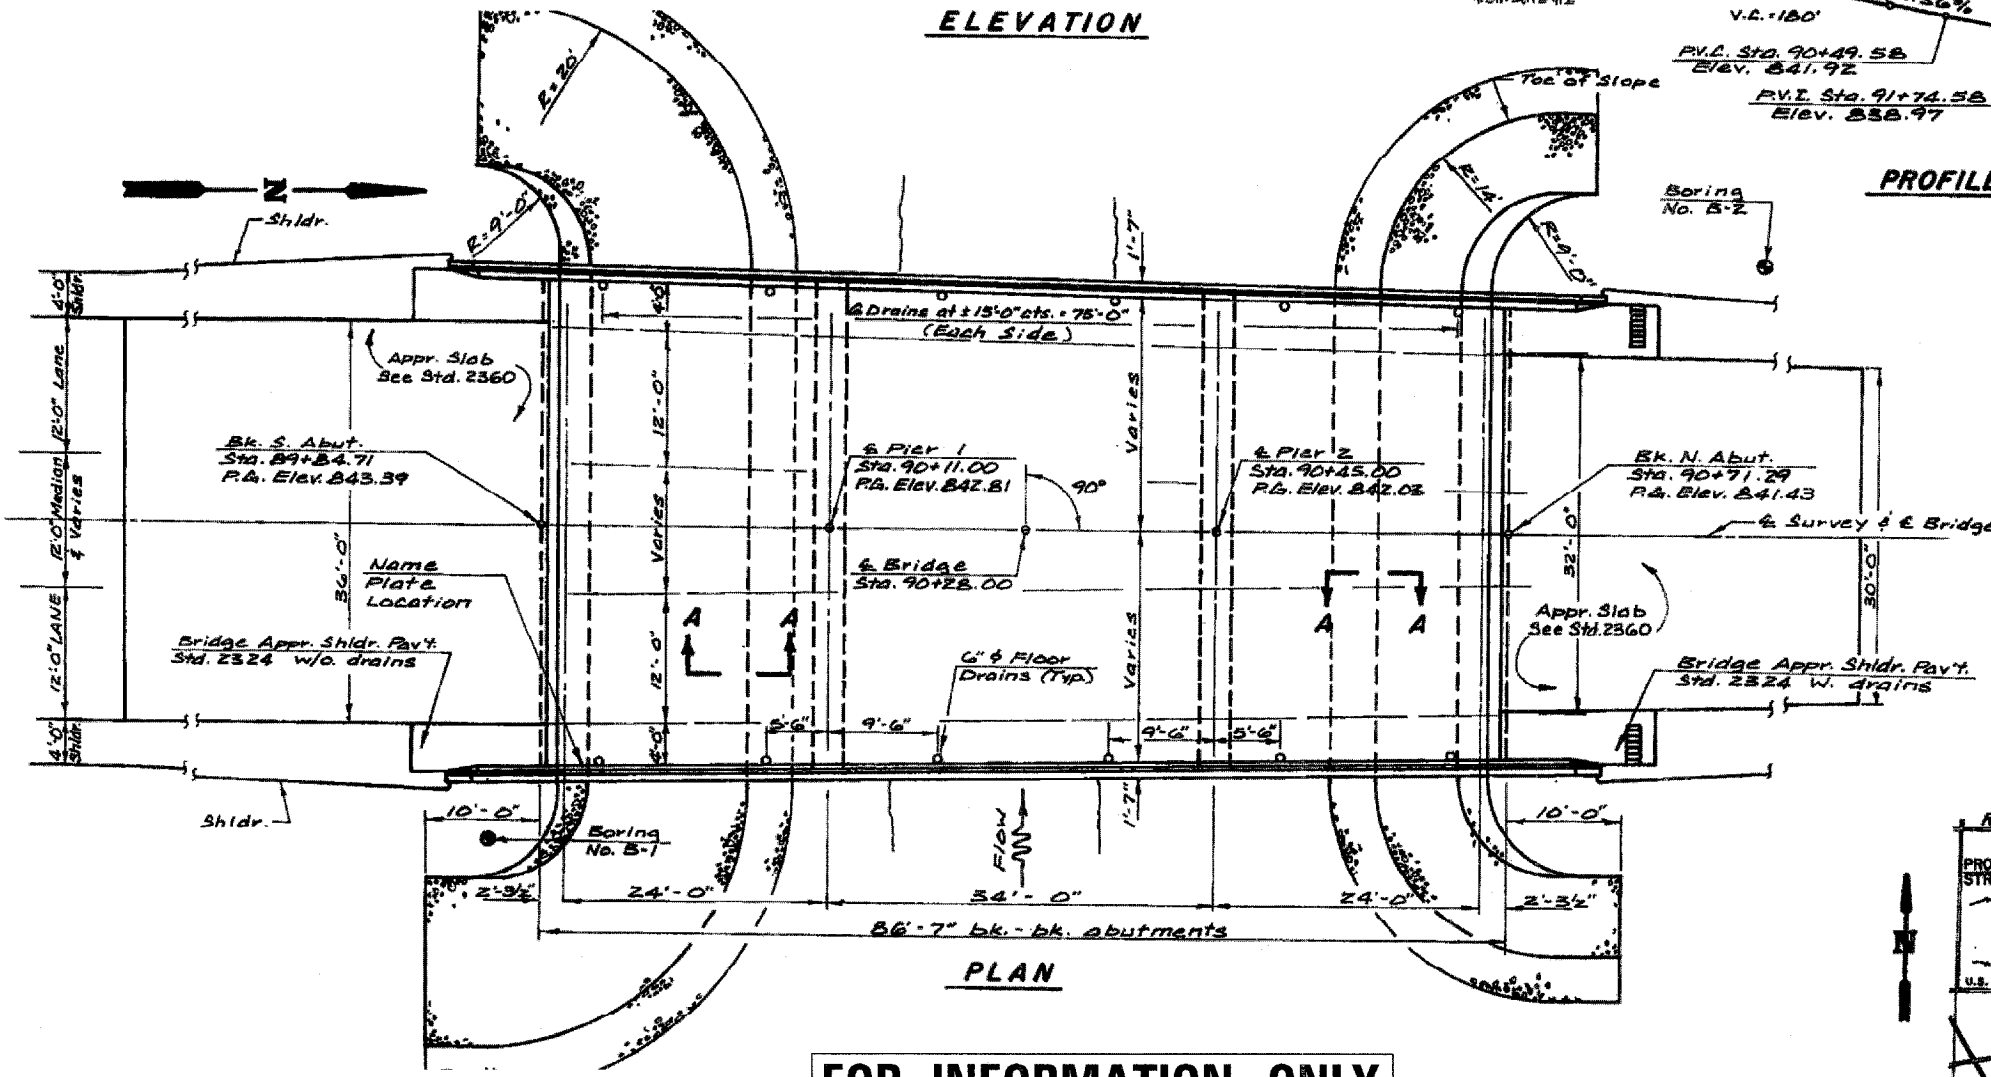 ELEVATION
V.C. = 180'
P.V.C. Sta. 90+49.58
Elev. 841.92
P.V.I. Sta. 91+74.58
Elev. 838.97
PROFILE
R=20'
Toe of Slope
R=14'
R=9'-0"
R=9'-0"
N
Shldr.
Boring
No. B-2
1'-7"
4'-0"
Shldr.
4'-0"
℄ Drains at ± 15'-0" cts. = 75'-0"
(Each Side)
12'-0" Lane
Appr. Slab
See Std. 2360
12'-0"
Varies
Bk. S. Abut.
Sta. 89+84.71
P.G. Elev. 843.39
℄ Pier 1
Sta. 90+11.00
P.G. Elev. 842.81
90°
℄ Pier 2
Sta. 90+45.00
P.G. Elev. 842.02
Bk. N. Abut.
Sta. 90+71.29
P.G. Elev. 841.43
12'-0" Median
& Varies
36'-0"
Varies
32'-0"
℄ Survey & ℄ Bridge
30'-0"
℄ Bridge
Sta. 90+28.00
Name
Plate
Location
A A
A A
Appr. Slab
See Std. 2360
12'-0" LANE
Bridge Appr. Shldr. Pav't.
Std. 2324 w/o. drains
12'-0"
6" ϕ Floor
Drains (Typ.)
Varies
Bridge Appr. Shldr. Pav't.
Std. 2324 W. drains
4'-0"
Shldr.
4'-0"
5'-6"
9'-6"
9'-6"
5'-6"
Shldr.
10'-0"
Boring
No. B-1
Flow
1'-7"
10'-0"
2'-3½"
24'-0"
34'-0"
24'-0"
2'-3½"
86'-7" bk. - bk. abutments
PLAN
N
U.S.
FOR INFORMATION ONLY